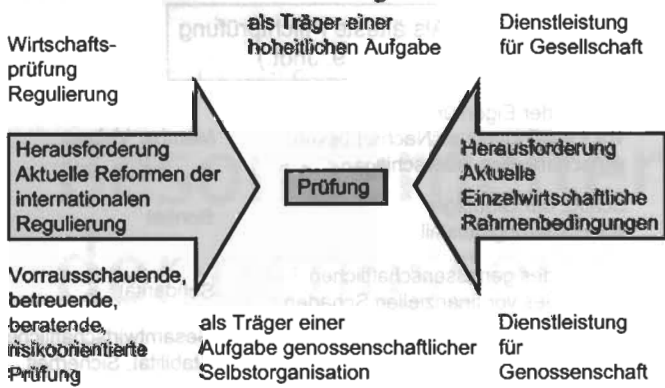 Wirtschafts-
prüfung
Regulierung
als Träger einer
hoheitlichen Aufgabe
Dienstleistung
für Gesellschaft
Herausforderung
Aktuelle Reformen der
internationalen
Regulierung
Prüfung
Herausforderung
Aktuelle
Einzelwirtschaftliche
Rahmenbedingungen
Vorrausschauende,
betreuende,
beratende,
risikoorientierte
Prüfung
als Träger einer
Aufgabe genossenschaftlicher
Selbstorganisation
Dienstleistung
für
Genossenschaft